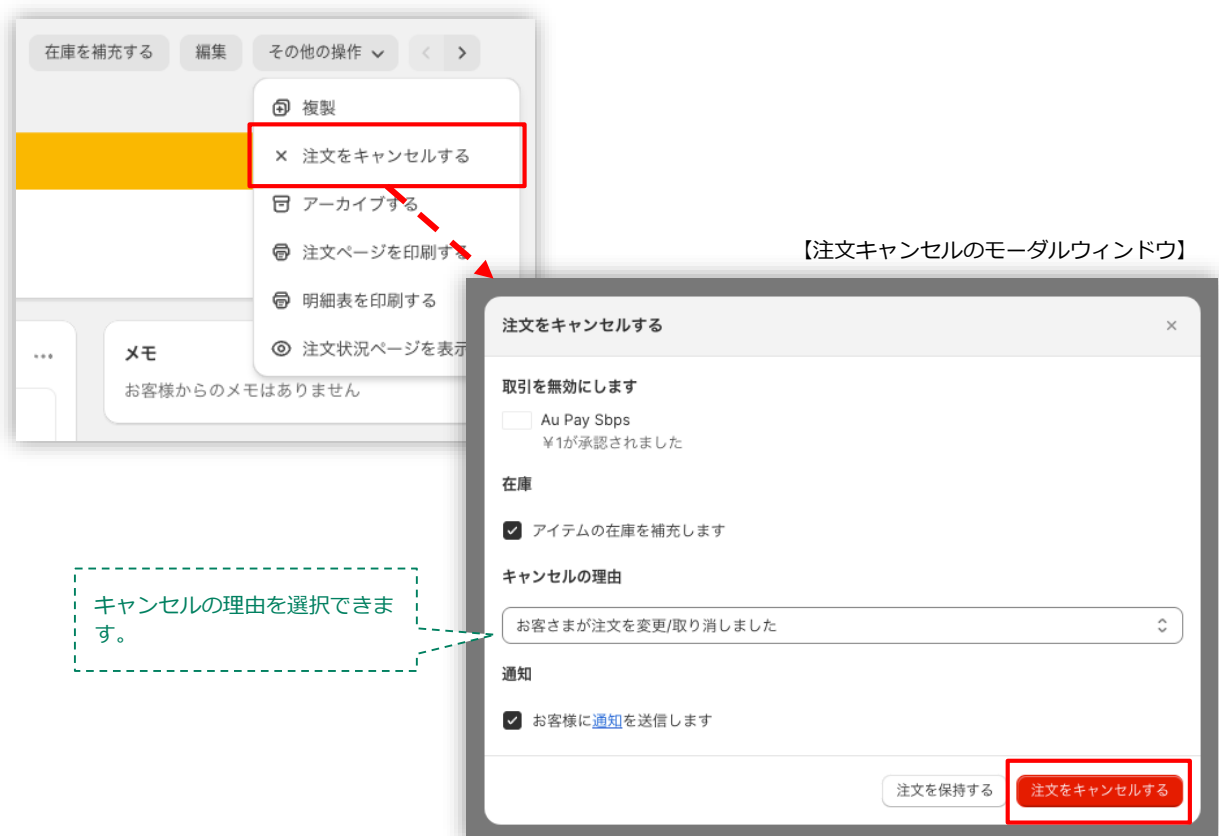 在庫を補充する 編集 その他の操作
複製
注文をキャンセルする
アーカイブする
注文ページを印刷する
明細表を印刷する
注文状況ページを表示
メモ
お客様からのメモはありません
【注文キャンセルのモーダルウィンドウ】
注文をキャンセルする
取引を無効にします
Au Pay Sbps
￥1が承認されました
在庫
アイテムの在庫を補充します
キャンセルの理由
お客さまが注文を変更/取り消しました
キャンセルの理由を選択できま
す。
通知
お客様に通知を送信します
注文を保持する 注文をキャンセルする